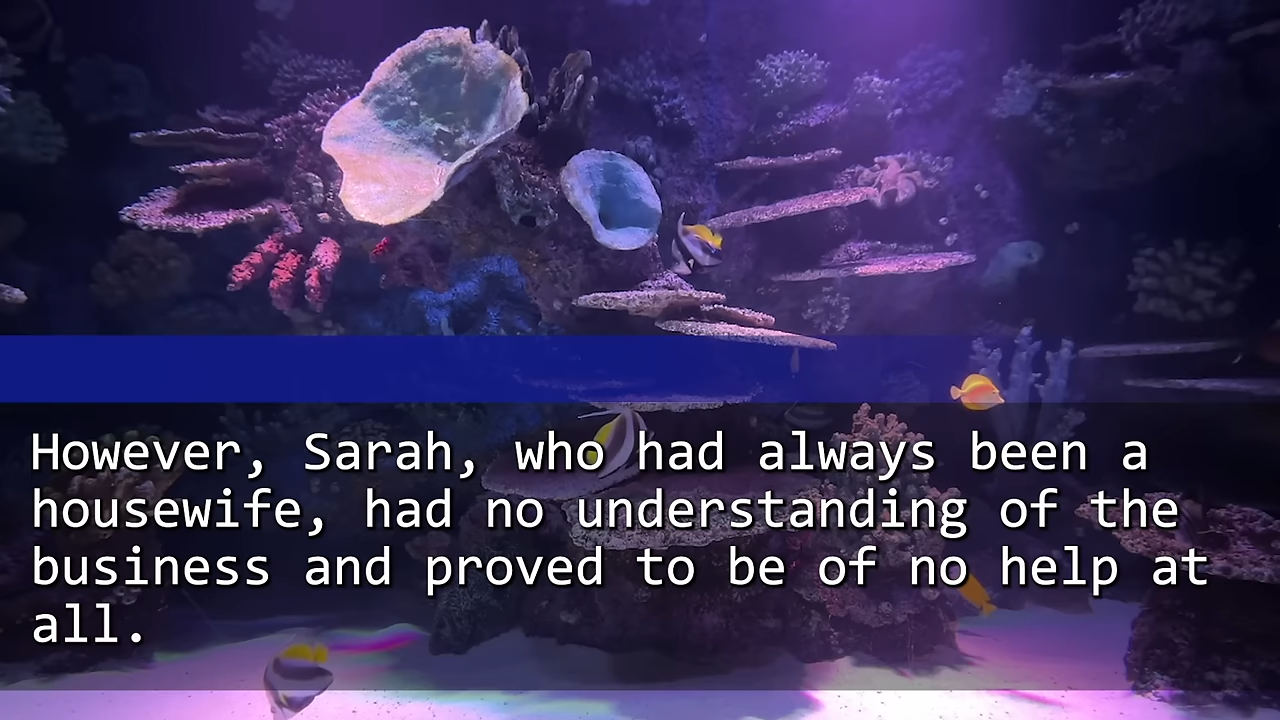 However, Sarah, who had always been a
housewife, had no understanding of the
business and proved to be of no help at
all.